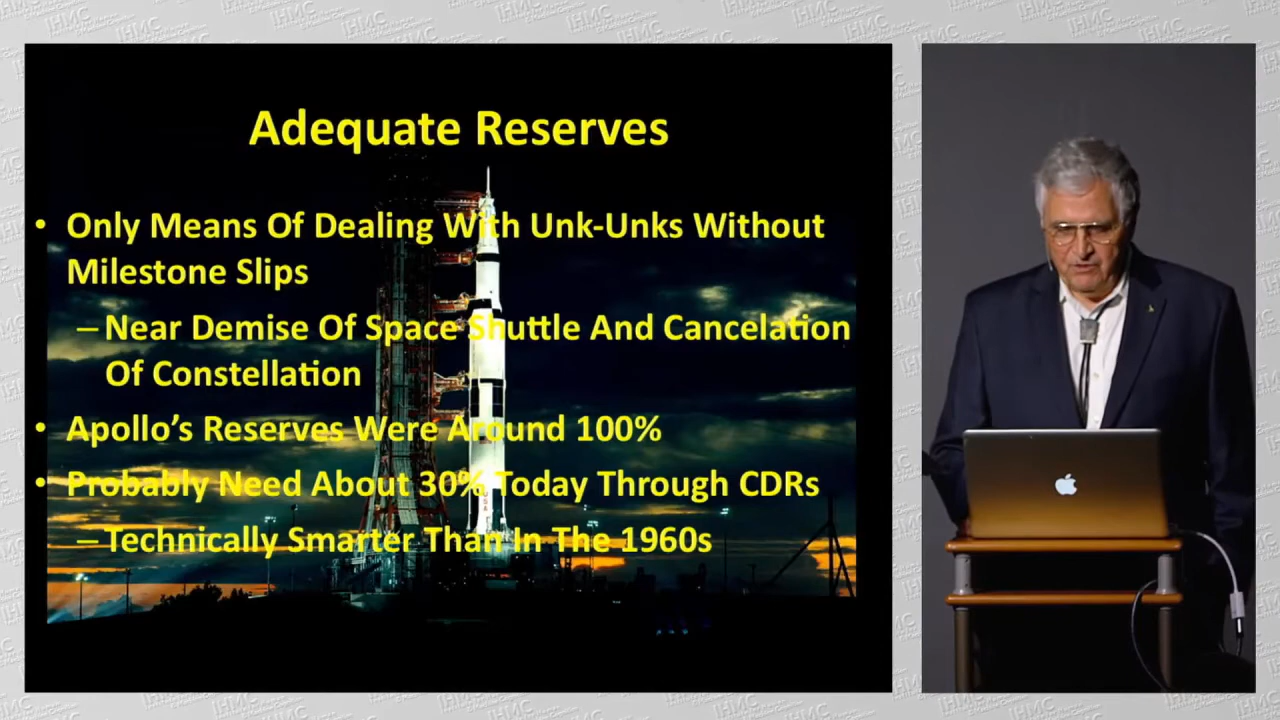 Adequate Reserves
• Only Means Of Dealing With Unk-Unks Without
Milestone Slips
– Near Demise Of Space Shuttle And Cancelation
Of Constellation
• Apollo's Reserves Were Around 100%
• Probably Need About 30% Today Through CDRs
– Technically Smarter Than In The 1960s
IHMC